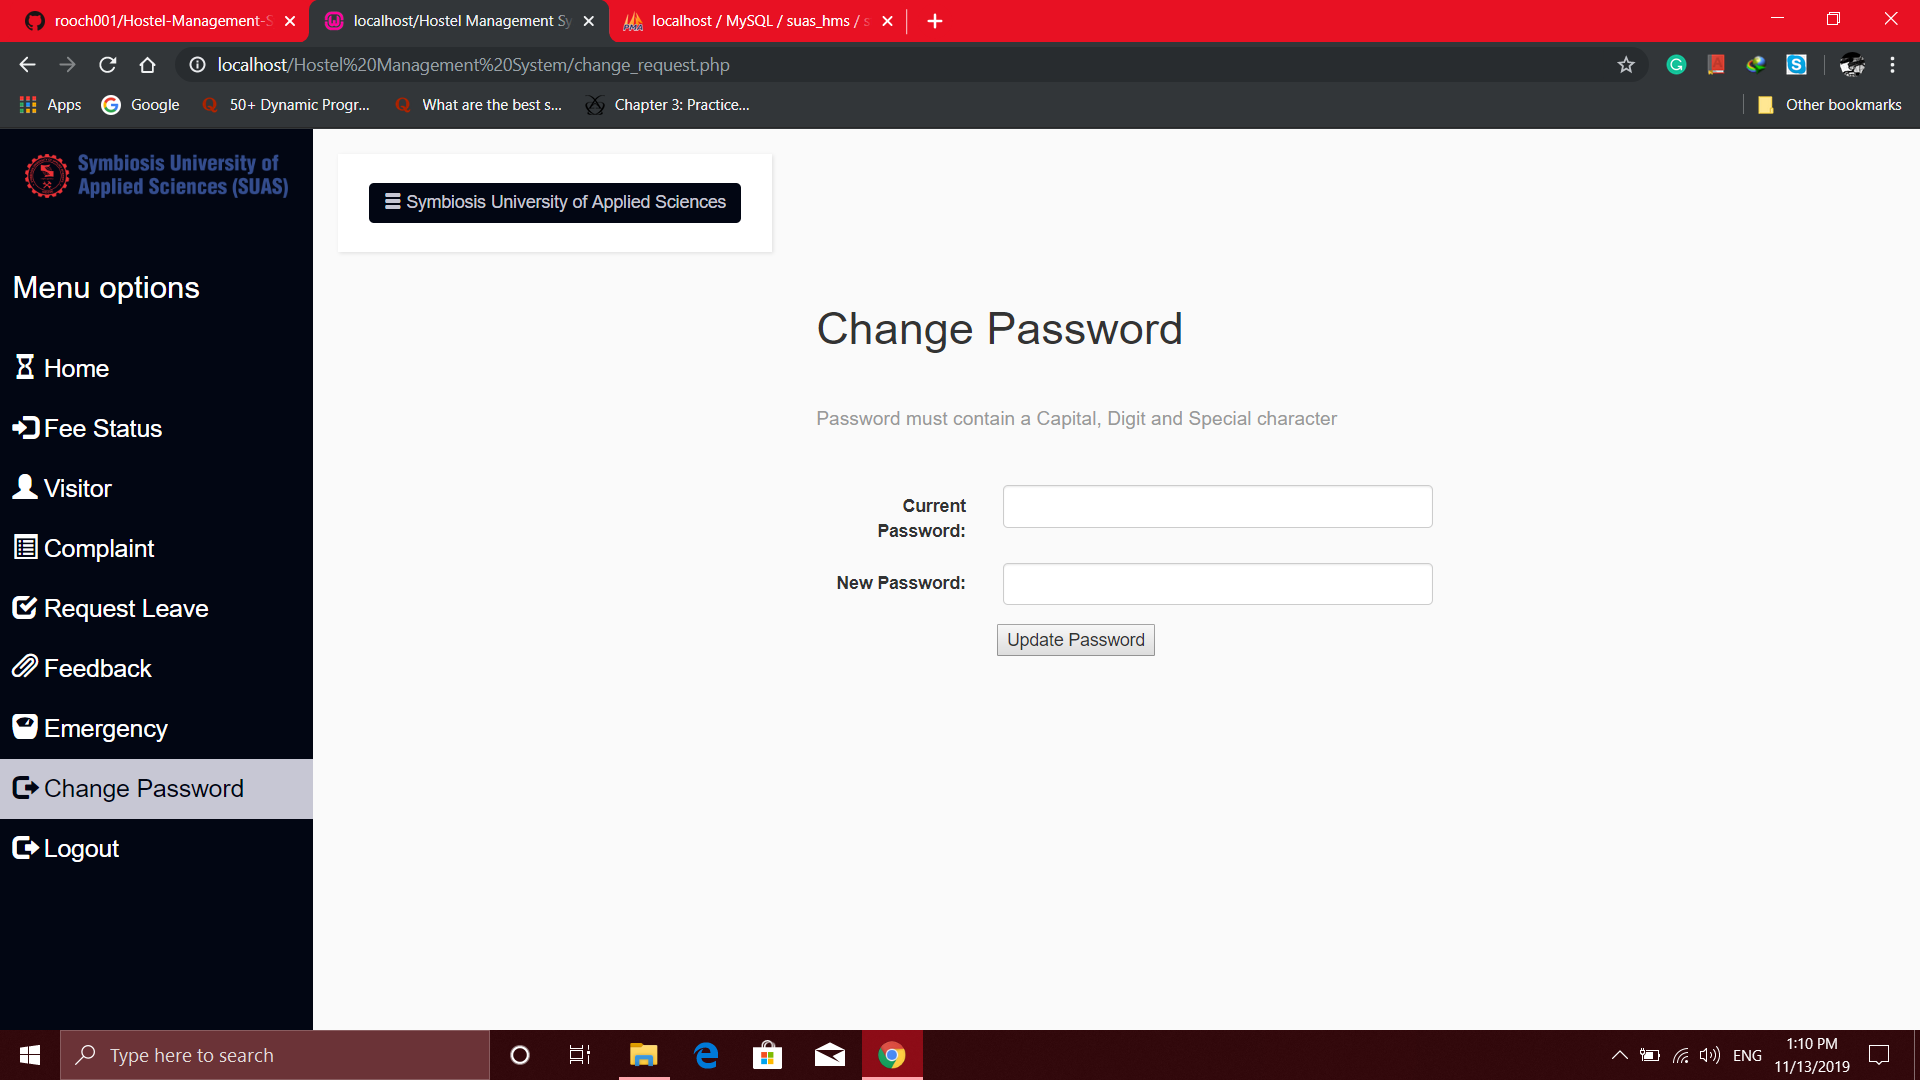 rooch001/Hostel-Management-S
localhost/Hostel Management Sy
localhost / MySQL / suas_hms / s
localhost/Hostel%20Management%20System/change_request.php
Apps
Google
50+ Dynamic Progr...
What are the best s...
Chapter 3: Practice...
Other bookmarks
Symbiosis University of
Applied Sciences (SUAS)
Symbiosis University of Applied Sciences
Menu options
Home
Fee Status
Visitor
Complaint
Request Leave
Feedback
Emergency
Change Password
Logout
Change Password
Password must contain a Capital, Digit and Special character
Current
Password:
New Password:
Update Password
Type here to search
ENG
1:10 PM
11/13/2019